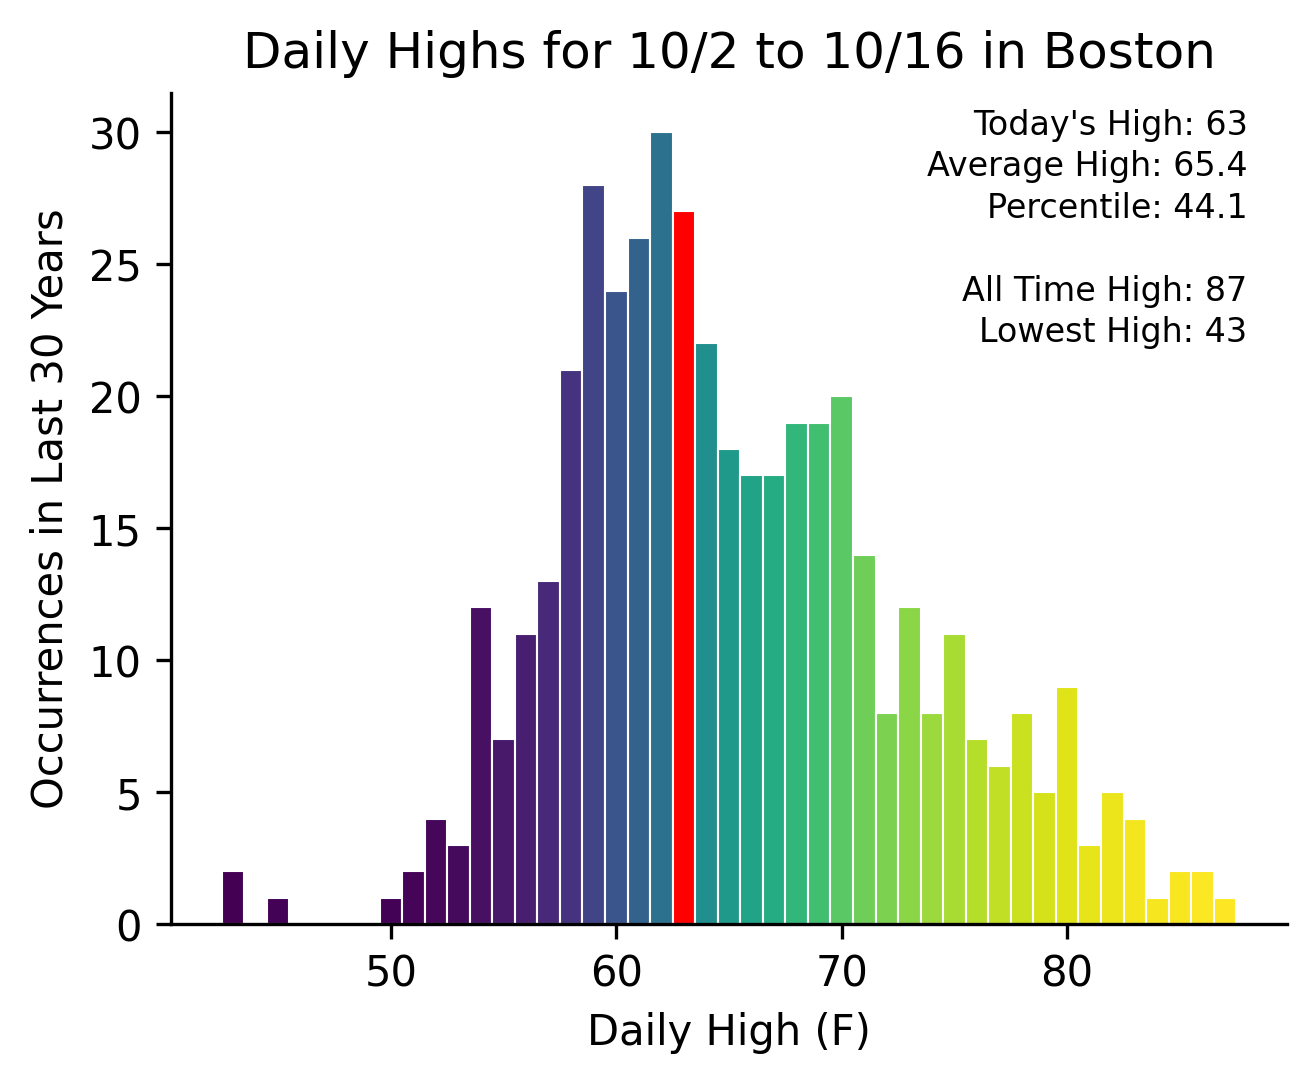 Daily Highs for 10/2 to 10/16 in Boston
Today's High: 63
Average High: 65.4
Percentile: 44.1
All Time High: 87
Lowest High: 43
Occurrences in Last 30 Years
30
25
20
15
10
5
0
50 60 70 80
Daily High (F)